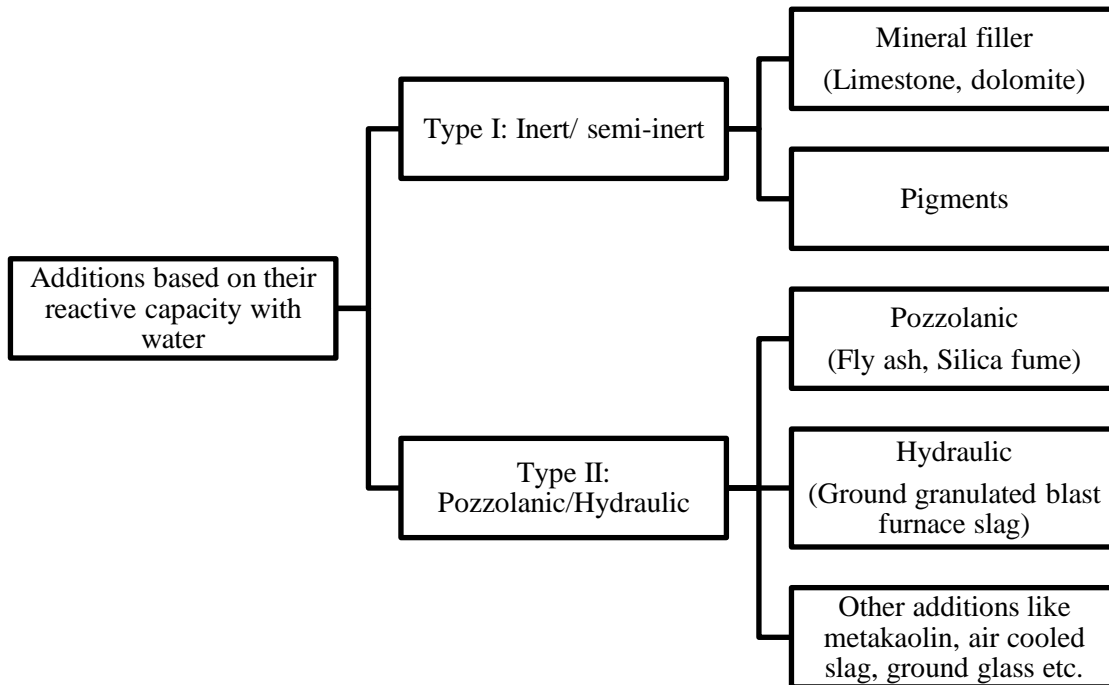 Mineral filler
(Limestone, dolomite)
Type I: Inert/ semi-inert
Pigments
Additions based on their
reactive capacity with
water
Pozzolanic
(Fly ash, Silica fume)
Type II:
Pozzolanic/Hydraulic
Hydraulic
(Ground granulated blast
furnace slag)
Other additions like
metakaolin, air cooled
slag, ground glass etc.